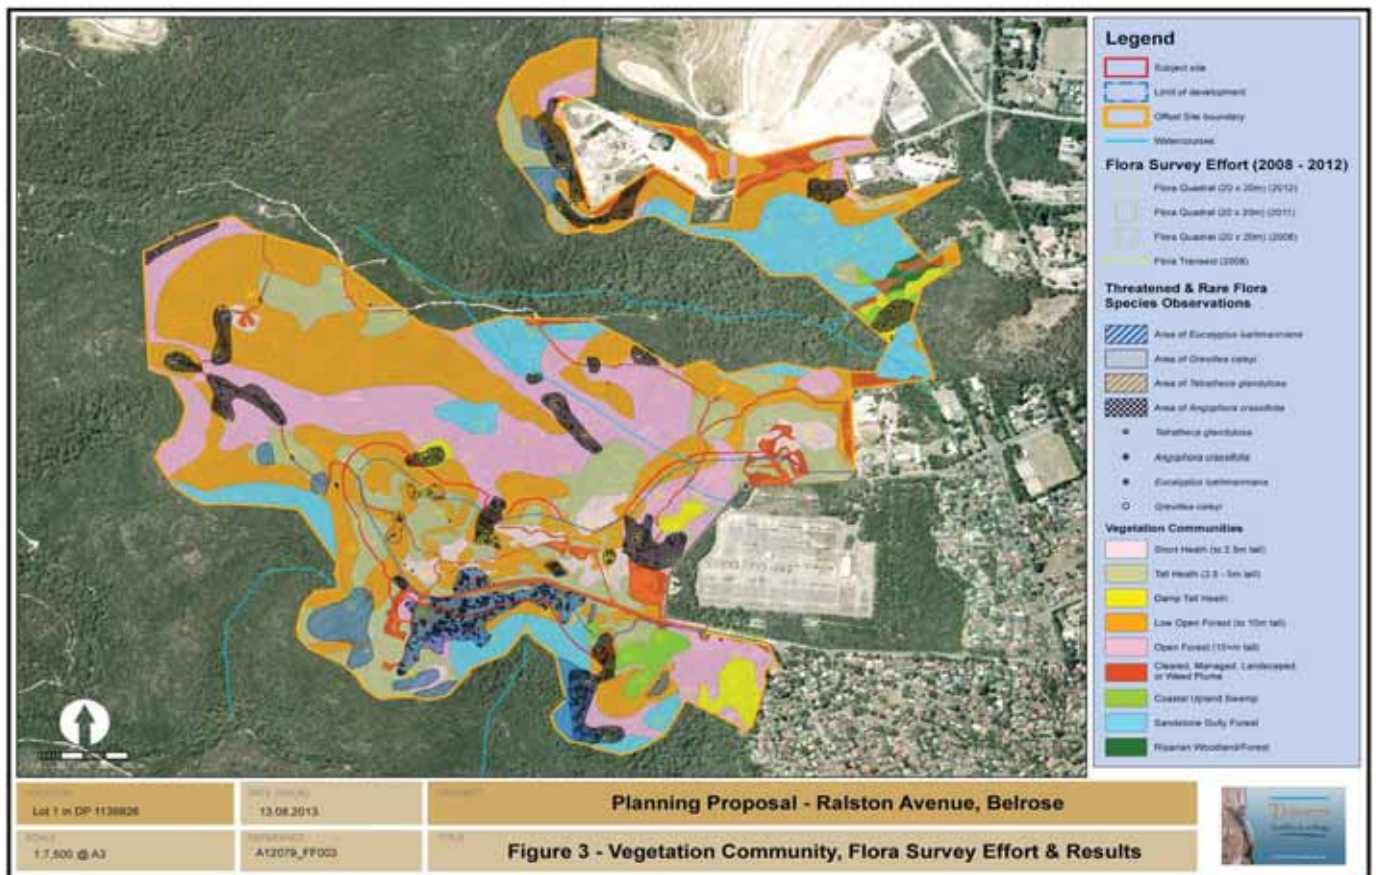 Legend
Subject site
Limit of development
Offset Site boundary
Watercourses
Flora Survey Effort (2008 - 2012)
Flora Quadrat (20 x 20m) (2012)
Flora Quadrat (20 x 20m) (2011)
Flora Quadrat (20 x 20m) (2008)
Flora Transect (2008)
Threatened & Rare Flora
Species Observations
Area of Eucalyptus luehmanniana
Area of Grevillea caleyi
Area of Tetratheca glandulosa
Area of Angophora crassifolia
Tetratheca glandulosa
Angophora crassifolia
Eucalyptus luehmanniana
Grevillea caleyi
Vegetation Communities
Short Heath (to 2.5m tall)
Tall Heath (2.5 - 5m tall)
Damp Tall Heath
Low Open Forest (to 10m tall)
Open Forest (10+m tall)
Cleared, Managed, Landscaped
or Weed Plume
Coastal Upland Swamp
Sandstone Gully Forest
Riparian Woodland/Forest
Lot 1 in DP 1139826
13.08.2013
Planning Proposal - Ralston Avenue, Belrose
SCALE
REFERENCE
TITLE
1:7,500 @ A3
A12079_FF003
Figure 3 - Vegetation Community, Flora Survey Effort & Results